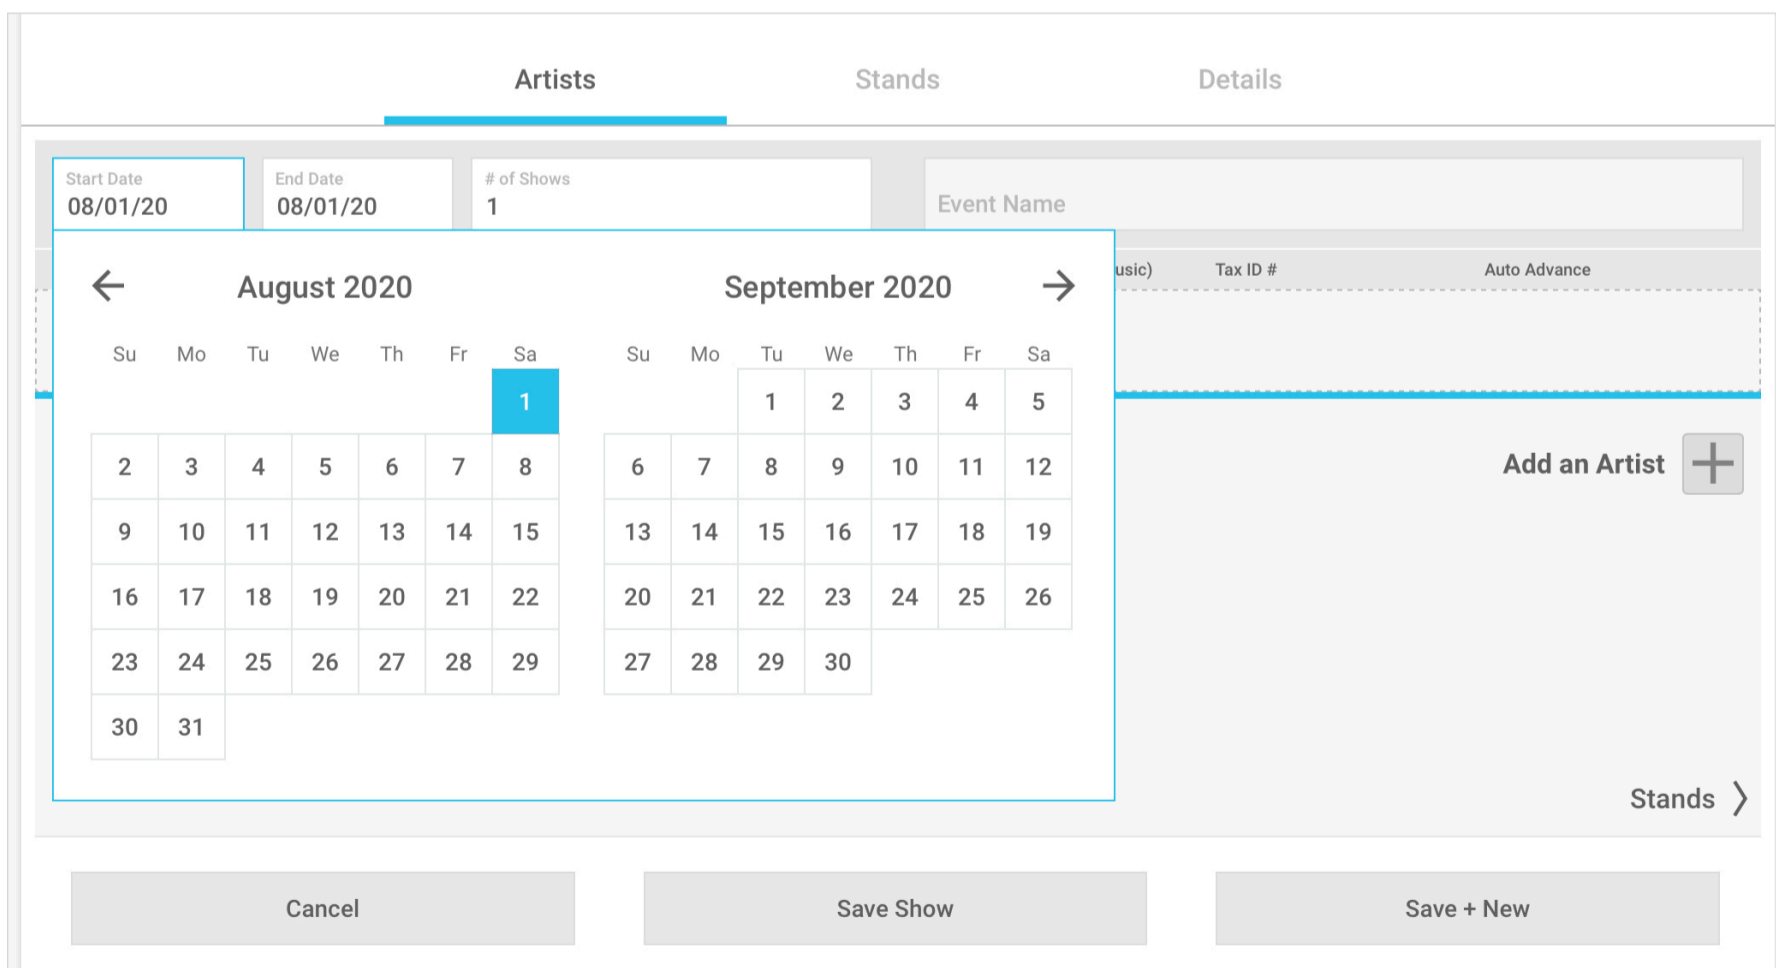 Artists Stands Details
Start Date End Date # of Shows
08/01/20 08/01/20 1 Event Name
usic) Tax ID # Auto Advance
August 2020 September 2020
Su Mo Tu We Th Fr Sa Su Mo Tu We Th Fr Sa
1 1 2 3 4 5
2 3 4 5 6 7 8 6 7 8 9 10 11 12
9 10 11 12 13 14 15 13 14 15 16 17 18 19
16 17 18 19 20 21 22 20 21 22 23 24 25 26
23 24 25 26 27 28 29 27 28 29 30
30 31
Add an Artist
Stands
Cancel Save Show Save + New